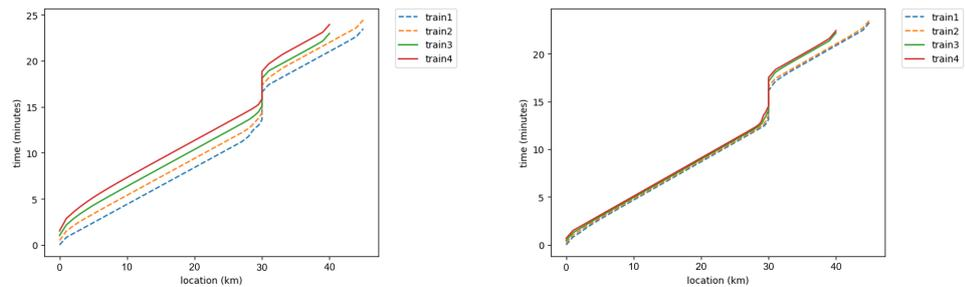 25
20
15
10
5
0
time (minutes)
0 10 20 30 40
location (km)
train1
train2
train3
train4
20
15
10
5
0
time (minutes)
0 10 20 30 40
location (km)
train1
train2
train3
train4